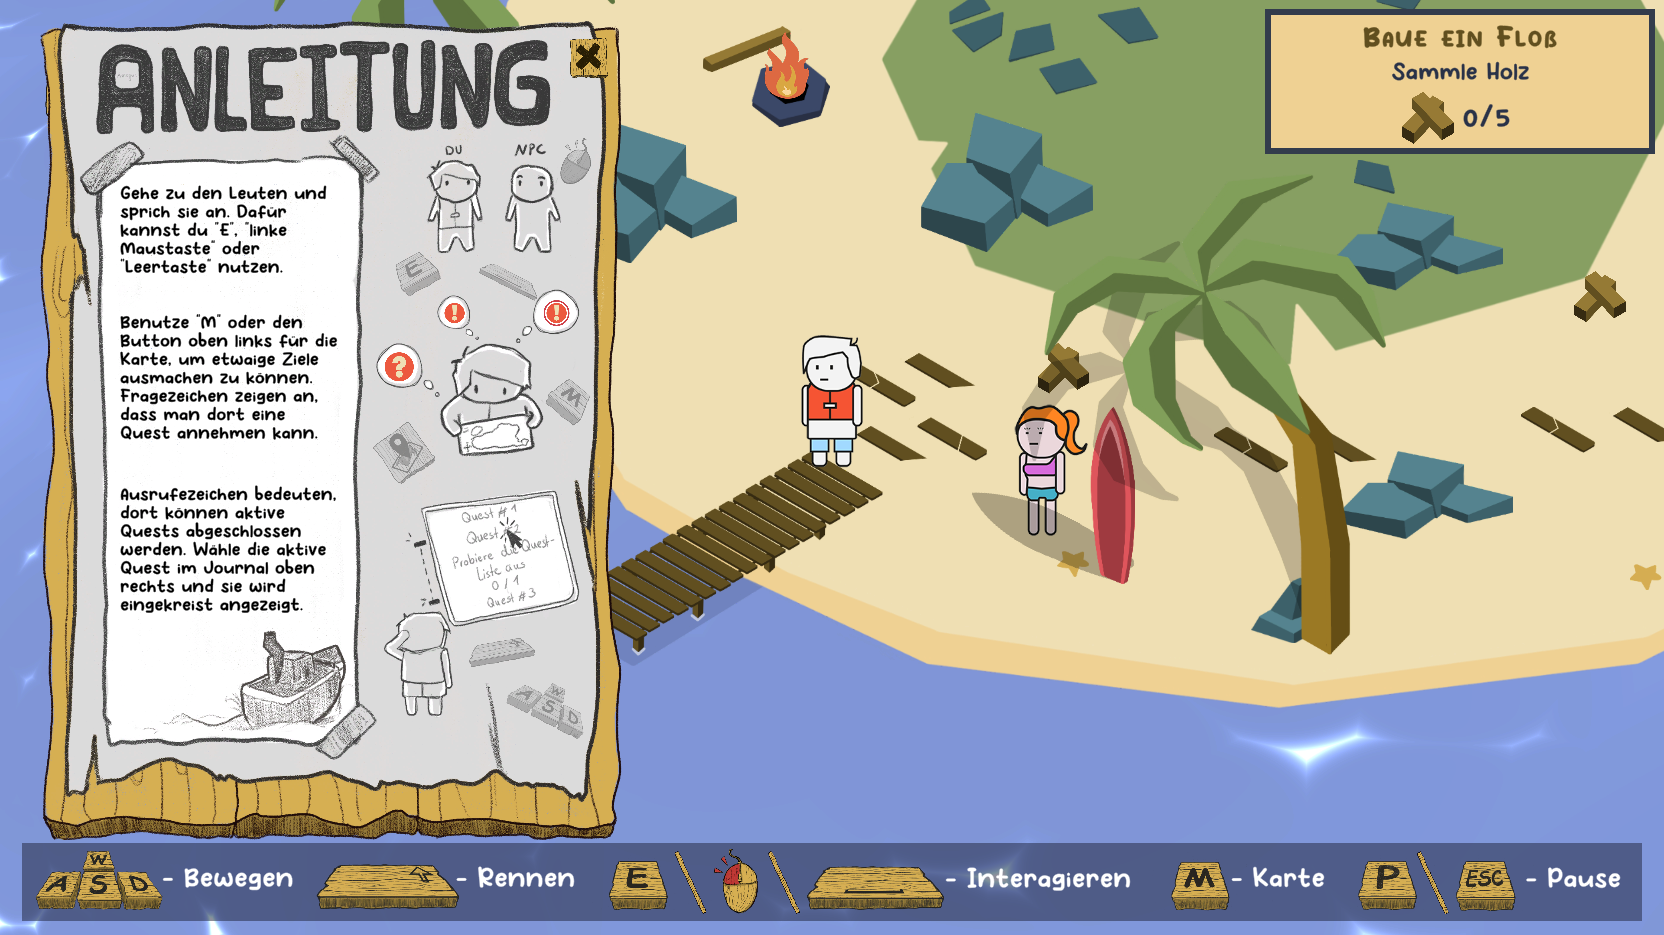 ANLEITUNG
Gehe zu den Leuten und
sprich sie an. Dafür
kannst du "E", "linke
Maustaste" oder
"Leertaste" nutzen.
Benutze "M" oder den
Button oben links für die
Karte, um etwaige Ziele
ausmachen zu können.
Fragezeichen zeigen an,
dass man dort eine
Quest annehmen kann.
Ausrufezeichen bedeuten,
dort können aktive
Quests abgeschlossen
werden. Wähle die aktive
Quest im Journal oben
rechts und sie wird
eingekreist angezeigt.
DU NPC
E
! !
?
M
Quest #1
Quest #2
Probiere die Quest-
Liste aus
0/1
Quest #3
W
A S D
Baue ein Floß
Sammle Holz
0/5
W
A S D - Bewegen
- Rennen
E
- Interagieren
M - Karte
P ESC - Pause